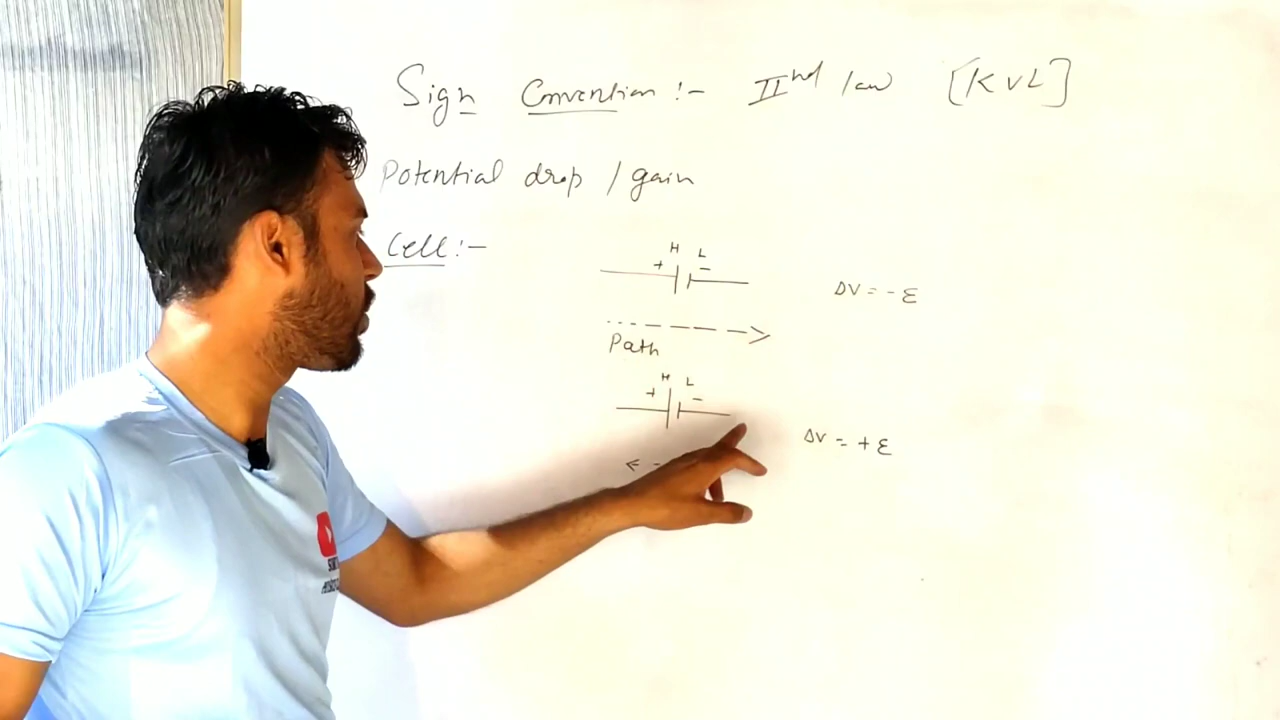 Sign Convention :- IInd law [KVL]
Potential drop / gain
Cell :-
H L
+ -
ΔV = - ε
Path
H L
+ -
ΔV = + ε